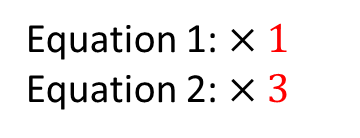 Equation 1: × 1
Equation 2: × 3